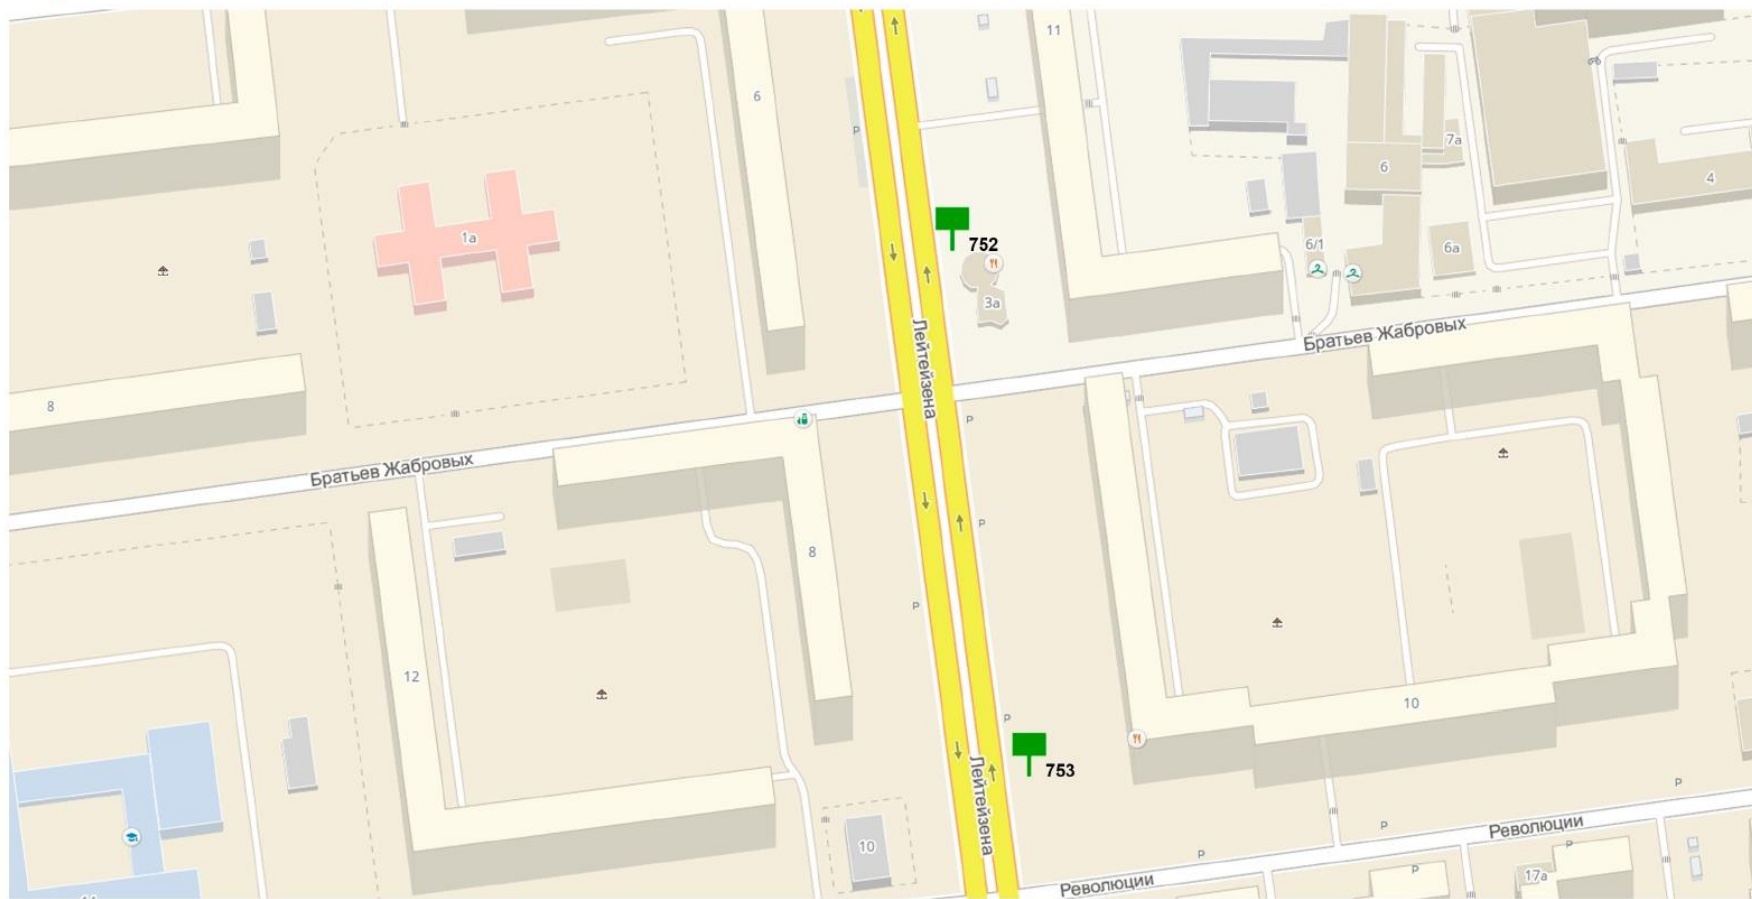 11
6
P
7а
6
4
1а
752
6/1
6а
3а
Лейтейзена
Братьев Жабровых
8
P
Братьев Жабровых
P
8
P
12
10
P
753
P
Лейтейзена
Революции
P
10
P
P
P
17а
Революции